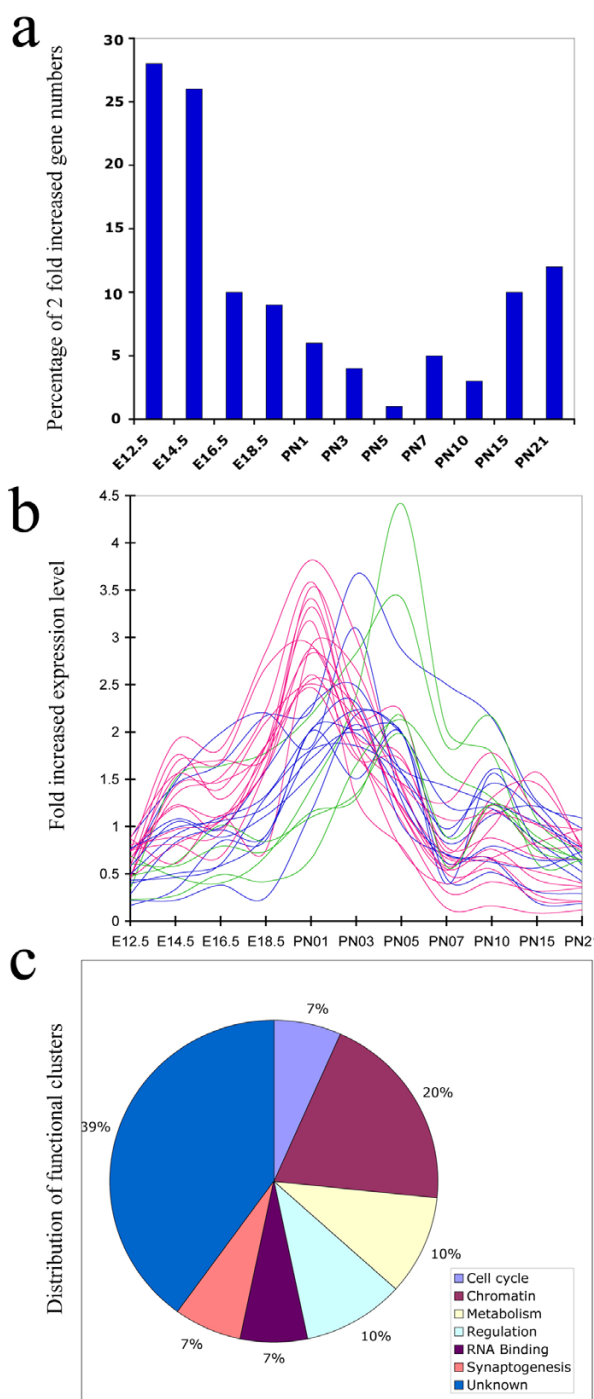 a
Percentage of 2 fold increased gene numbers
30
25
20
15
10
5
0
E12.5 E14.5 E16.5 E18.5 PN1 PN3 PN5 PN7 PN10 PN15 PN21
b
Fold increased expression level
4.5
4
3.5
3
2.5
2
1.5
1
0.5
0
E12.5 E14.5 E16.5 E18.5 PN01 PN03 PN05 PN07 PN10 PN15 PN21
c
Distribution of functional clusters
7%
20%
39%
10%
10%
7%
7%
Cell cycle
Chromatin
Metabolism
Regulation
RNA Binding
Synaptogenesis
Unknown